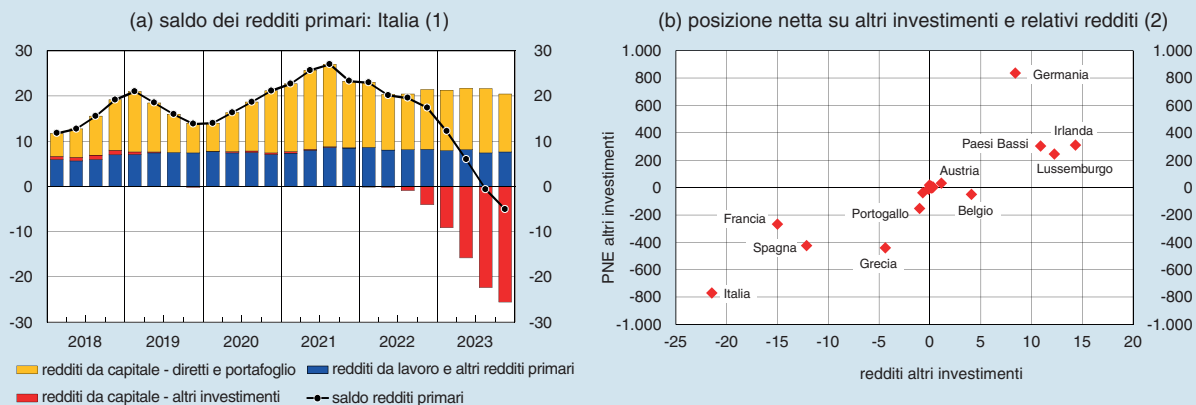 (a) saldo dei redditi primari: Italia (1)
30
20
10
0
-10
-20
-30
30
20
10
0
-10
-20
-30
2018
2019
2020
2021
2022
2023
redditi da capitale - diretti e portafoglio
redditi da lavoro e altri redditi primari
redditi da capitale - altri investimenti
saldo redditi primari
(b) posizione netta su altri investimenti e relativi redditi (2)
PNE altri investimenti
1.000
800
600
400
200
0
-200
-400
-600
-800
-1.000
1.000
800
600
400
200
0
-200
-400
-600
-800
-1.000
Germania
Irlanda
Paesi Bassi
Lussemburgo
Austria
Belgio
Portogallo
Francia
Spagna
Grecia
Italia
-25
-20
-15
-10
-5
0
5
10
15
20
redditi altri investimenti